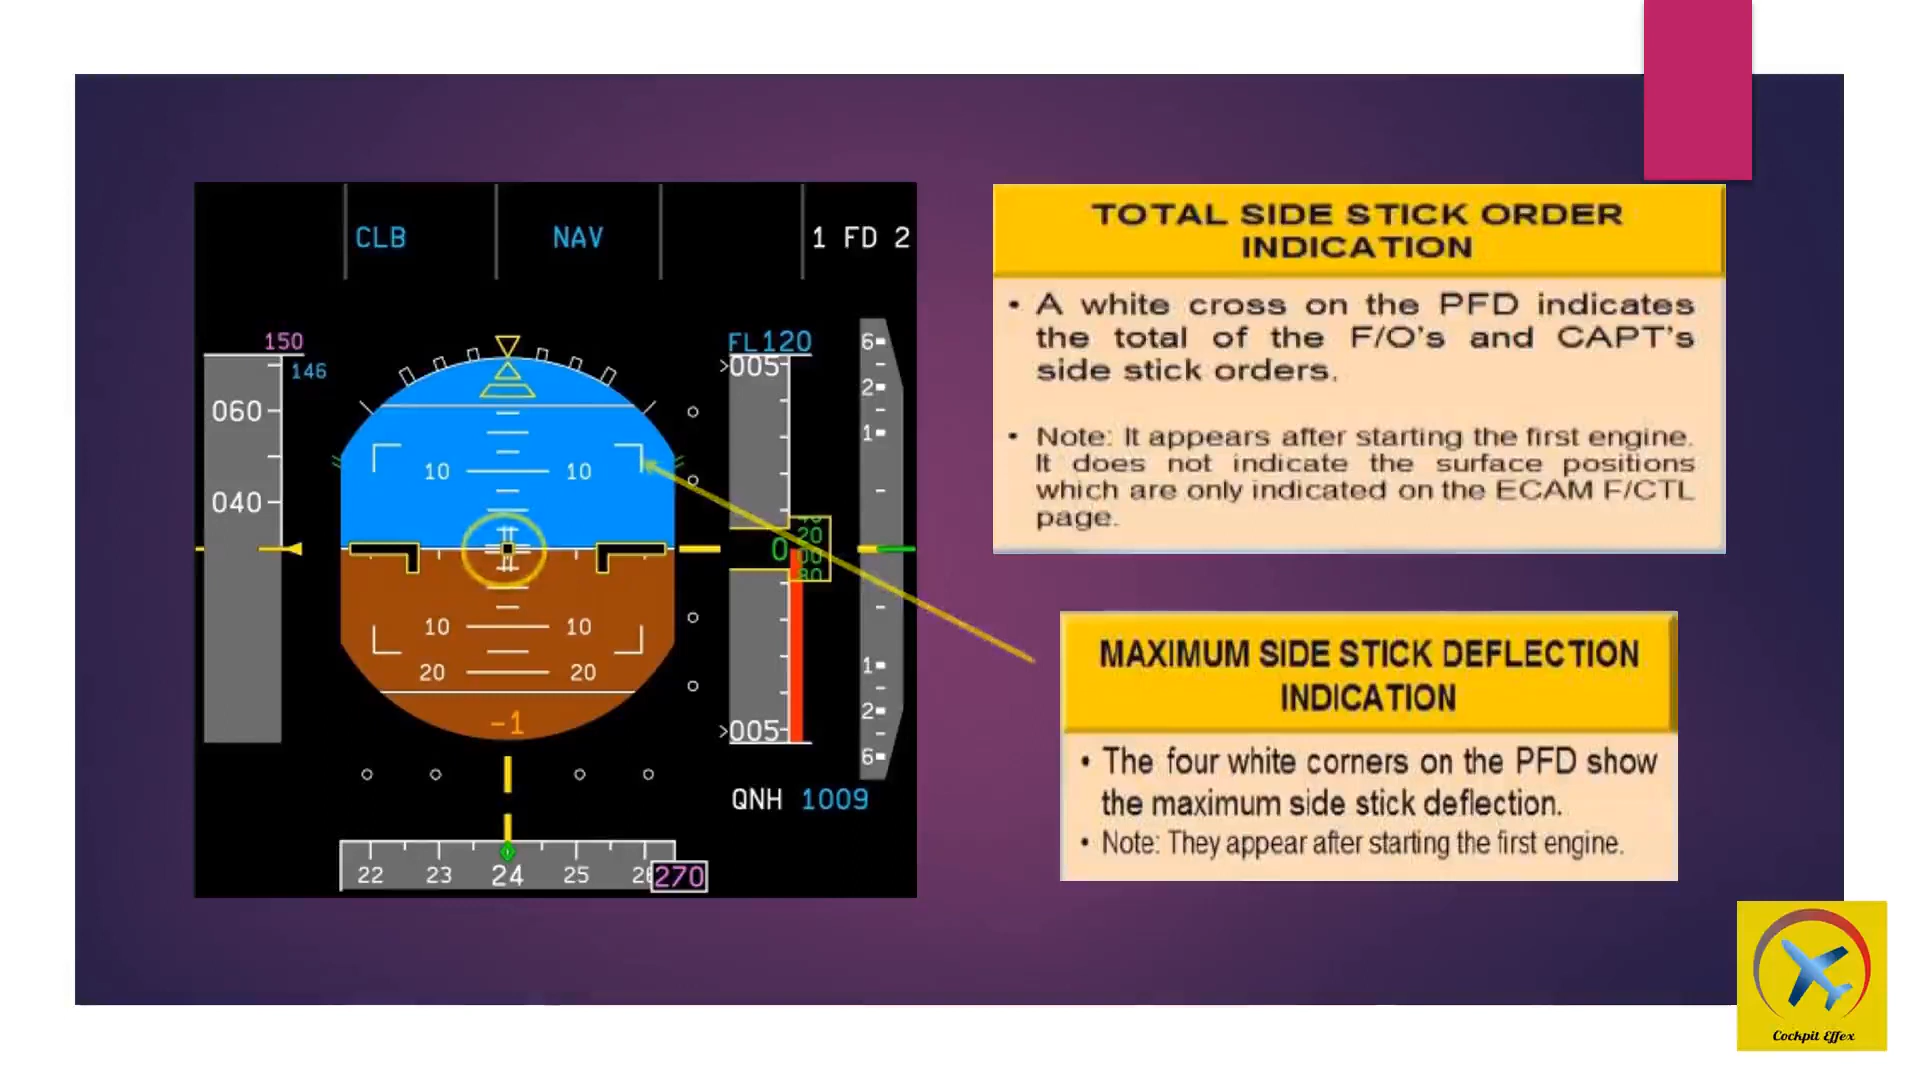 CLB NAV 1 FD 2
150
146
060
040
10 10
10 10
20 20
-1
FL120
005
0
20
00
80
005
6
2
1
1
2
6
QNH 1009
22 23 24 25 26
270
TOTAL SIDE STICK ORDER
INDICATION
• A white cross on the PFD indicates
the total of the F/O's and CAPT's
side stick orders.
• Note: It appears after starting the first engine.
It does not indicate the surface positions
which are only indicated on the ECAM F/CTL
page.
MAXIMUM SIDE STICK DEFLECTION
INDICATION
• The four white corners on the PFD show
the maximum side stick deflection.
• Note: They appear after starting the first engine.
Cockpit Effex